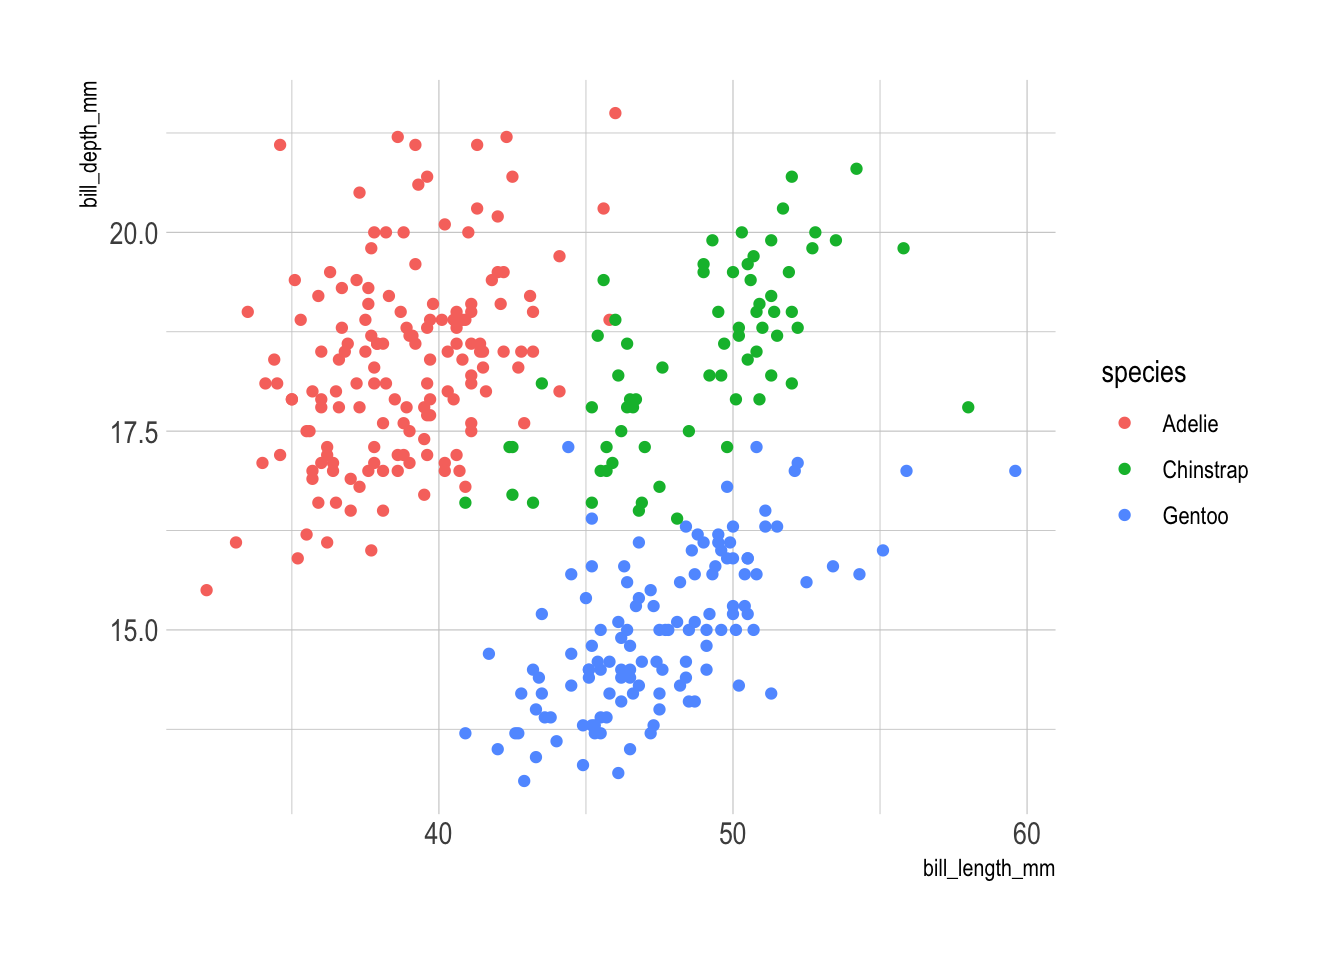 bill_depth_mm
20.0
17.5
15.0
40
50
60
bill_length_mm
species
Adelie
Chinstrap
Gentoo